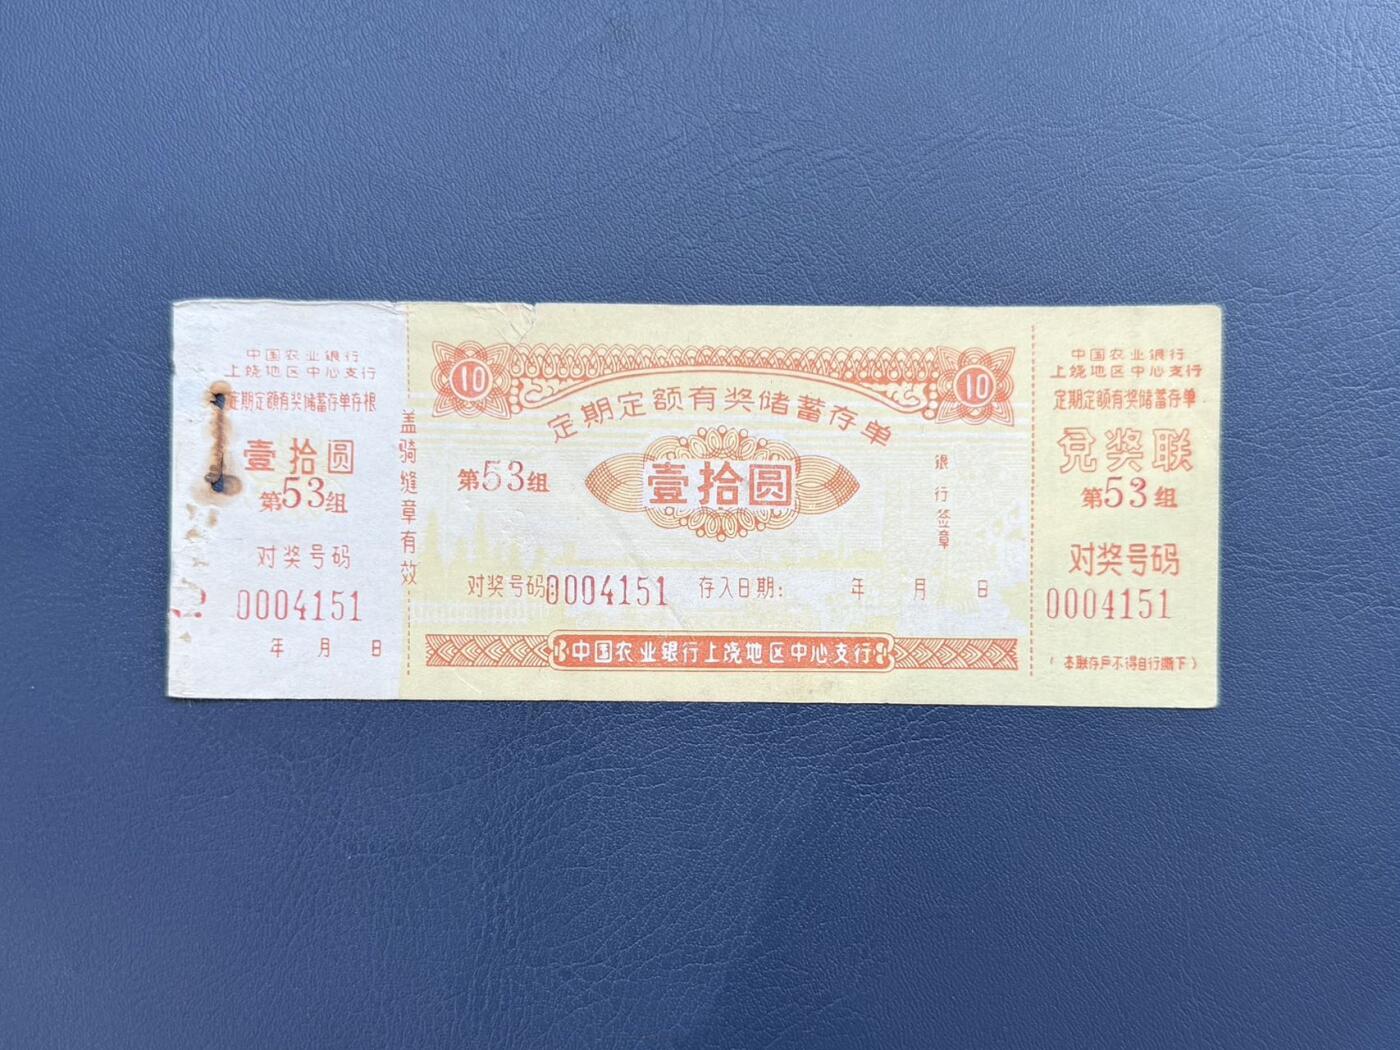 中国农业银行
上饶地区中心支行
定期定额有奖储蓄存单存根
壹拾圆
第53组
对奖号码
0004151
年 月 日
盖骑缝章有效
10
10
定期定额有奖储蓄存单
第53组
壹拾圆
银行签章
对奖号码0004151 存入日期: 年 月 日
中国农业银行上饶地区中心支行
中国农业银行
上饶地区中心支行
定期定额有奖储蓄存单
兑奖联
第53组
对奖号码
0004151
(本联存户不得自行撕下)